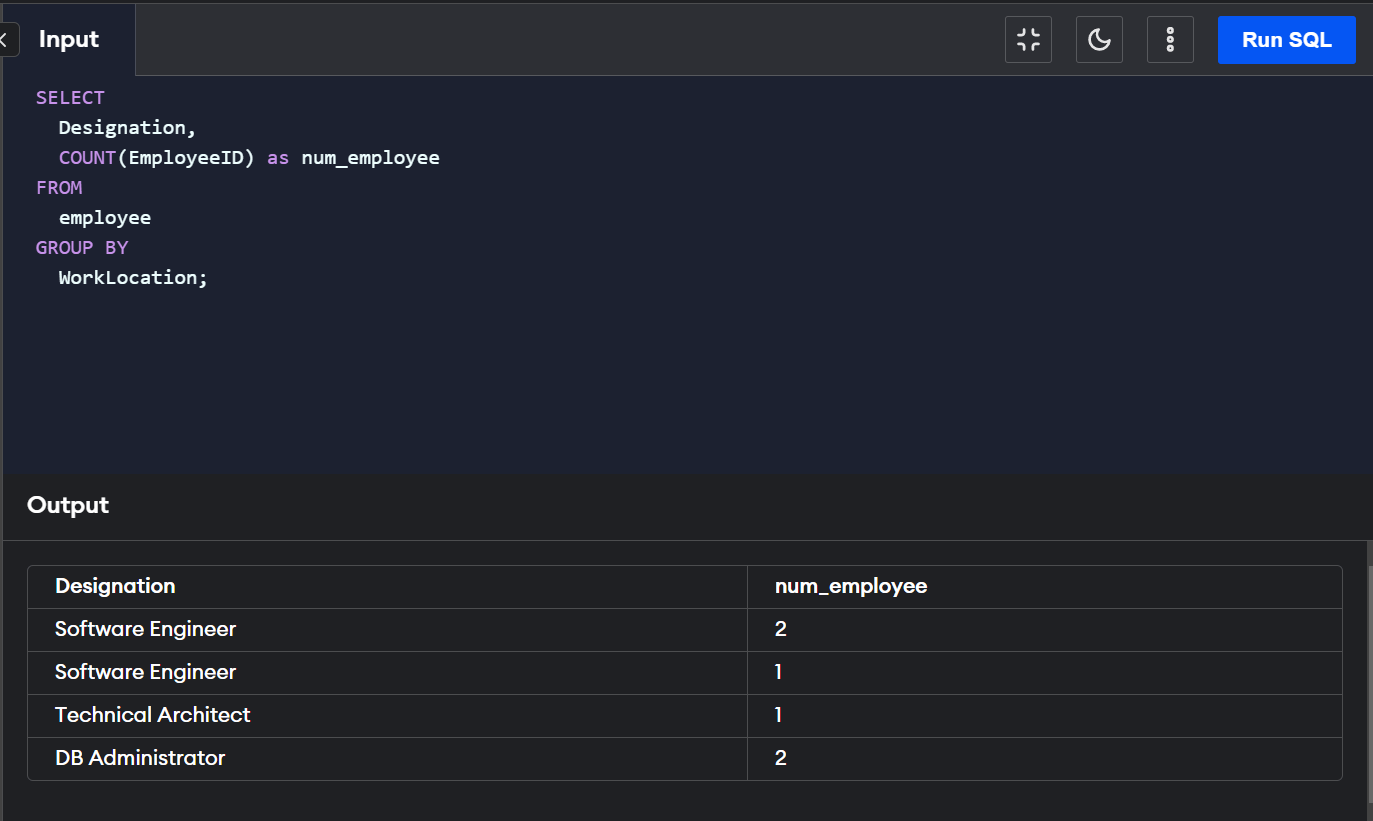 Input
Run SQL
SELECT
Designation,
COUNT(EmployeeID) as num_employee
FROM
employee
GROUP BY
WorkLocation;
Output
Designation num_employee
Software Engineer 2
Software Engineer 1
Technical Architect 1
DB Administrator 2